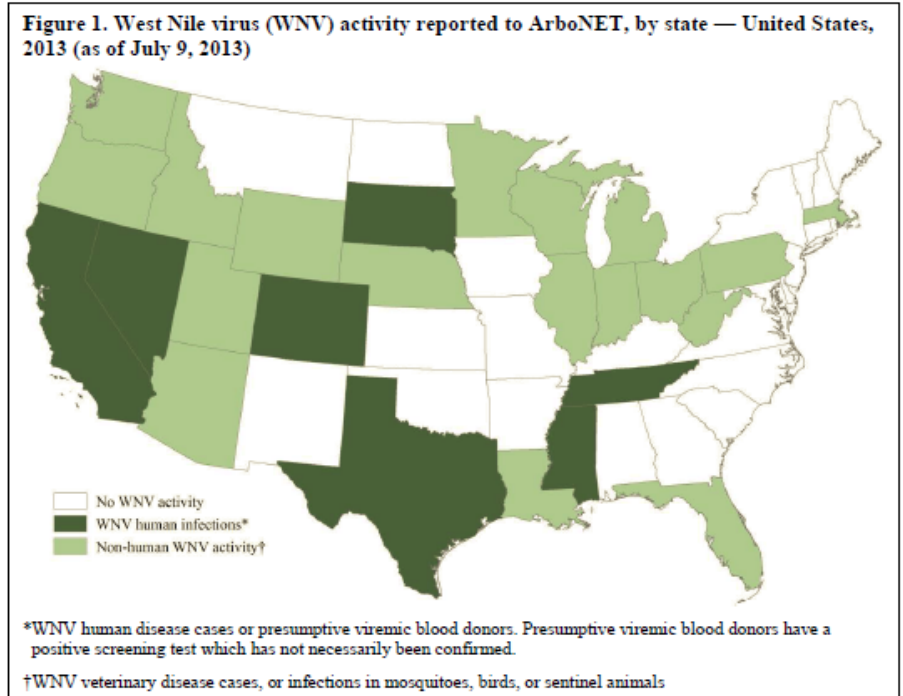 Figure 1. West Nile virus (WNV) activity reported to ArboNET, by state — United States,
2013 (as of July 9, 2013)
No WNV activity
WNV human infections*
Non-human WNV activity†
*WNV human disease cases or presumptive viremic blood donors. Presumptive viremic blood donors have a
positive screening test which has not necessarily been confirmed.
†WNV veterinary disease cases, or infections in mosquitoes, birds, or sentinel animals